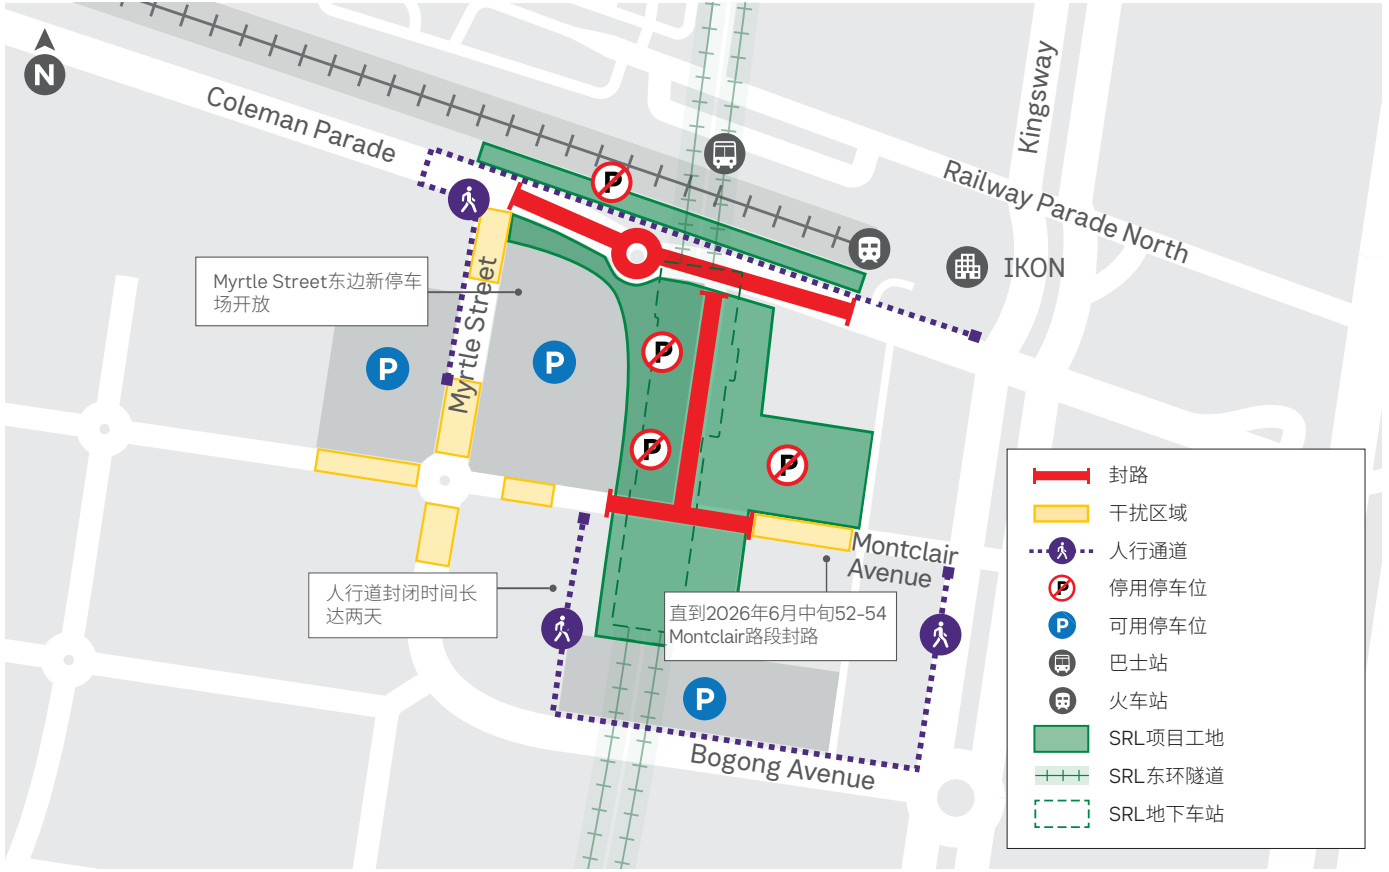 N
Coleman Parade
Kingsway
Railway Parade North
IKON
Myrtle Street东边新停车
场开放
Myrtle Street
P
P
P
P
P
P
P
Montclair
Avenue
人行道封闭时间长
达两天
直到2026年6月中旬52-54
Montclair路段封路
Bogong Avenue
封路
干扰区域
人行通道
P 停用停车位
P 可用停车位
巴士站
火车站
SRL项目工地
SRL东环隧道
SRL地下车站